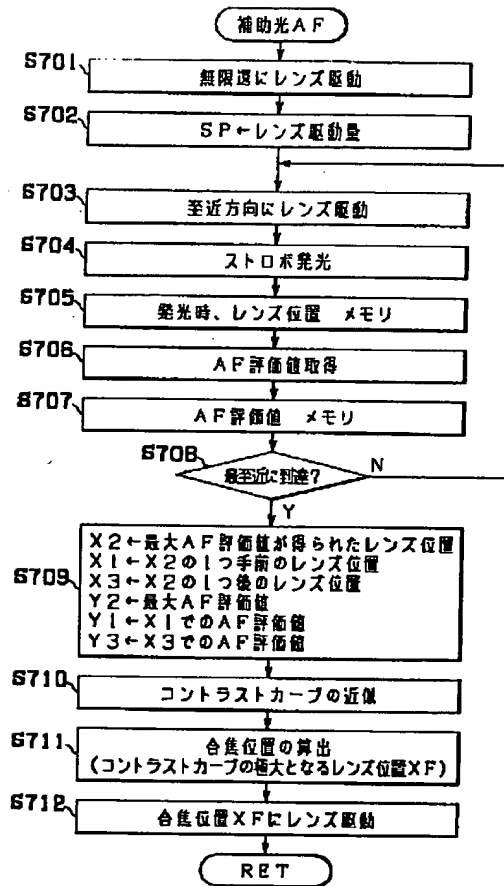 補助光AF
S701
無限遠にレンズ駆動
S702
SP←レンズ駆動量
S703
至近方向にレンズ駆動
S704
ストロボ発光
S705
発光時、レンズ位置 メモリ
S706
AF評価値取得
S707
AF評価値 メモリ
S708
最至近に到達?
N
Y
S709
X2←最大AF評価値が得られたレンズ位置
X1←X2の1つ手前のレンズ位置
X3←X2の1つ後のレンズ位置
Y2←最大AF評価値
Y1←X1でのAF評価値
Y3←X3でのAF評価値
S710
コントラストカーブの近似
S711
合焦位置の算出
(コントラストカーブの極大となるレンズ位置XF)
S712
合焦位置XFにレンズ駆動
RET